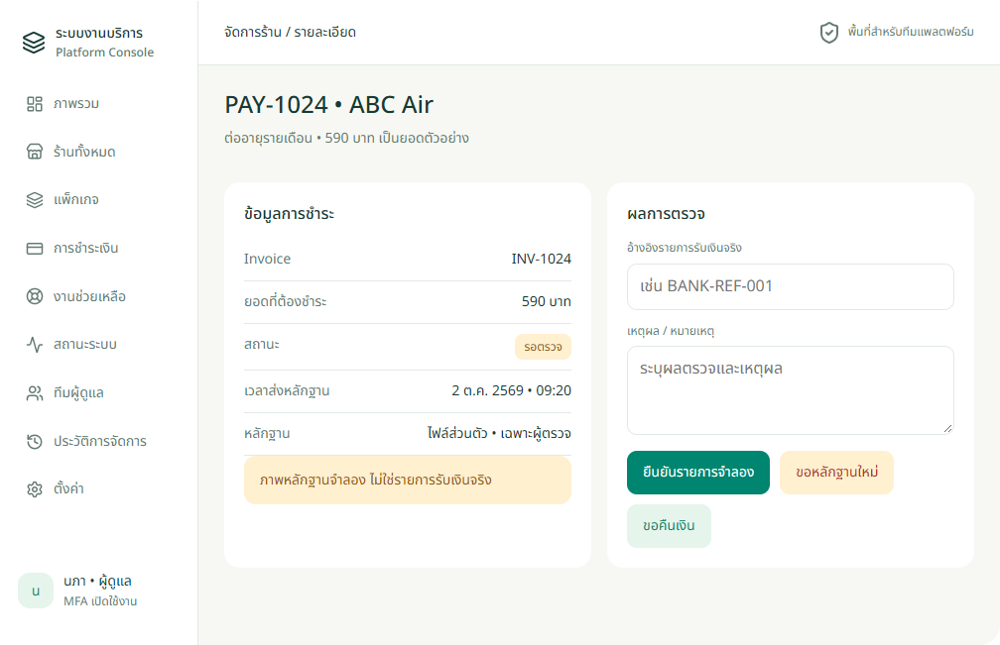 ระบบงานบริการ
Platform Console
ภาพรวม
ร้านทั้งหมด
แพ็กเกจ
การชำระเงิน
งานช่วยเหลือ
สถานะระบบ
ทีมผู้ดูแล
ประวัติการจัดการ
ตั้งค่า
น
นภา • ผู้ดูแล
MFA เปิดใช้งาน
จัดการร้าน / รายละเอียด
พื้นที่สำหรับทีมแพลตฟอร์ม
PAY-1024 • ABC Air
ต่ออายุรายเดือน • 590 บาท เป็นยอดตัวอย่าง
ข้อมูลการชำระ
Invoice INV-1024
ยอดที่ต้องชำระ 590 บาท
สถานะ รอตรวจ
เวลาส่งหลักฐาน 2 ต.ค. 2569 • 09:20
หลักฐาน ไฟล์ส่วนตัว • เฉพาะผู้ตรวจ
ภาพหลักฐานจำลอง ไม่ใช่รายการรับเงินจริง
ผลการตรวจ
อ้างอิงรายการรับเงินจริง
เช่น BANK-REF-001
เหตุผล / หมายเหตุ
ระบุผลตรวจและเหตุผล
ยืนยันรายการจำลอง
ขอหลักฐานใหม่
ขอคืนเงิน